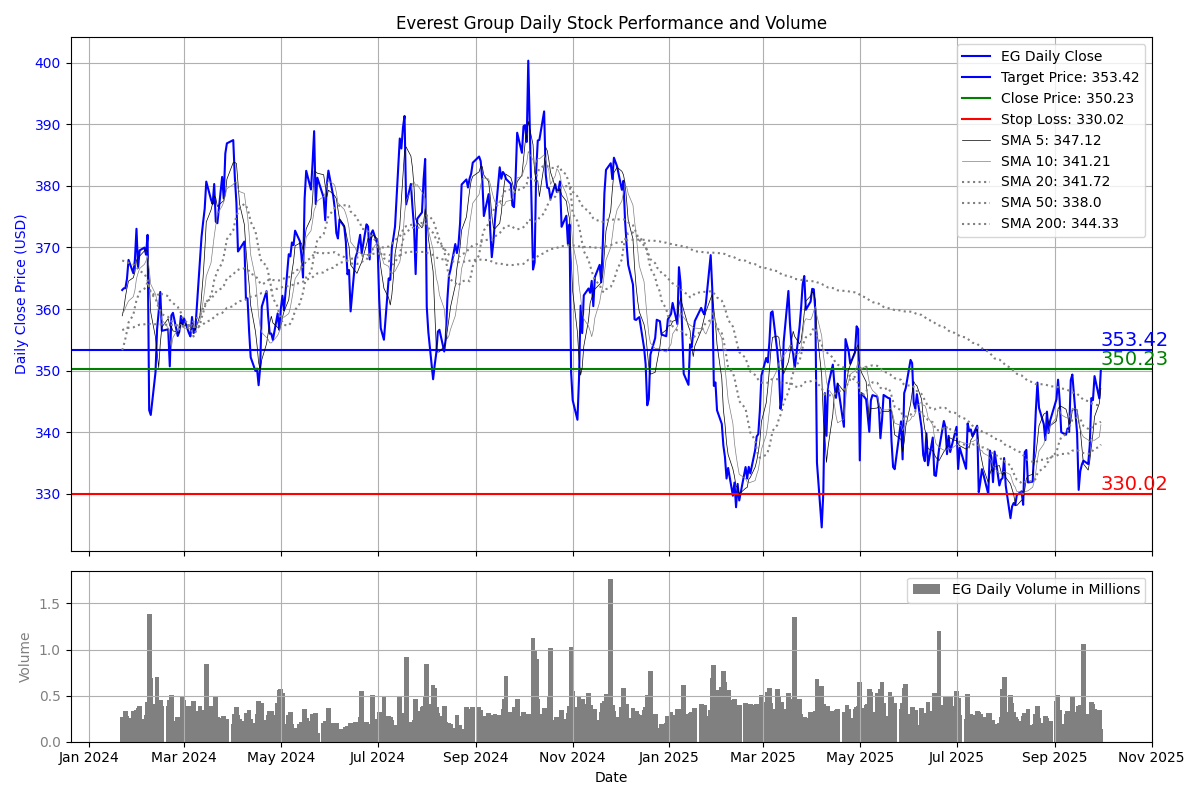 Everest Group Daily Stock Performance and Volume
Daily Close Price (USD)
400
390
380
370
360
350
340
330
EG Daily Close
Target Price: 353.42
Close Price: 350.23
Stop Loss: 330.02
SMA 5: 347.12
SMA 10: 341.21
SMA 20: 341.72
SMA 50: 338.0
SMA 200: 344.33
353.42
350.23
330.02
Volume
1.5
1.0
0.5
0.0
EG Daily Volume in Millions
Jan 2024 Mar 2024 May 2024 Jul 2024 Sep 2024 Nov 2024 Jan 2025 Mar 2025 May 2025 Jul 2025 Sep 2025 Nov 2025
Date